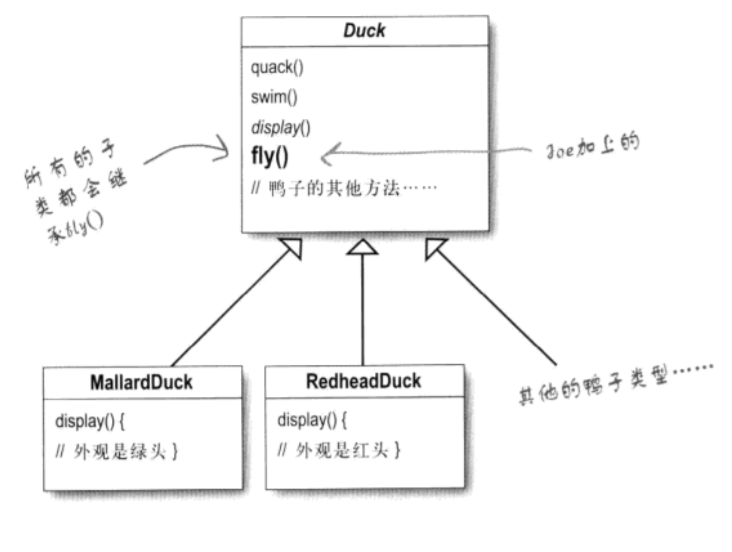 Duck
quack()
swim()
display()
fly()
// 鸭子的其他方法……
所有的子
类都会继
承fly()
Joe加上的
MallardDuck
display() {
// 外观是绿头 }
RedheadDuck
display() {
// 外观是红头 }
其他的鸭子类型……